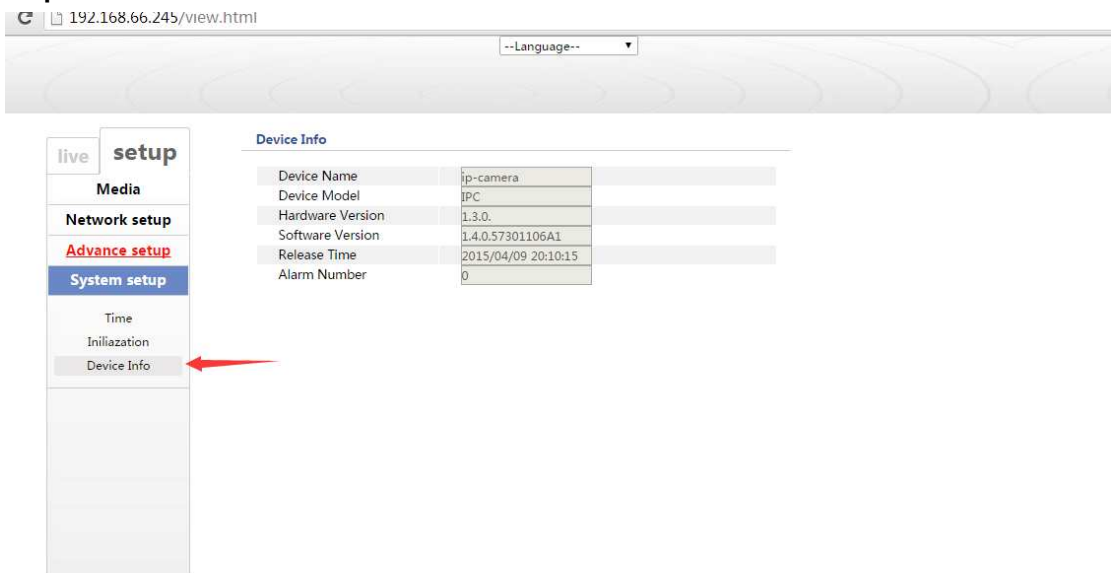 192.168.66.245/view.html
--Language--
live setup
Media
Network setup
Advance setup
System setup
Time
Iniliazation
Device Info
Device Info
Device Name ip-camera
Device Model IPC
Hardware Version 1.3.0.
Software Version 1.4.0.57301106A1
Release Time 2015/04/09 20:10:15
Alarm Number 0